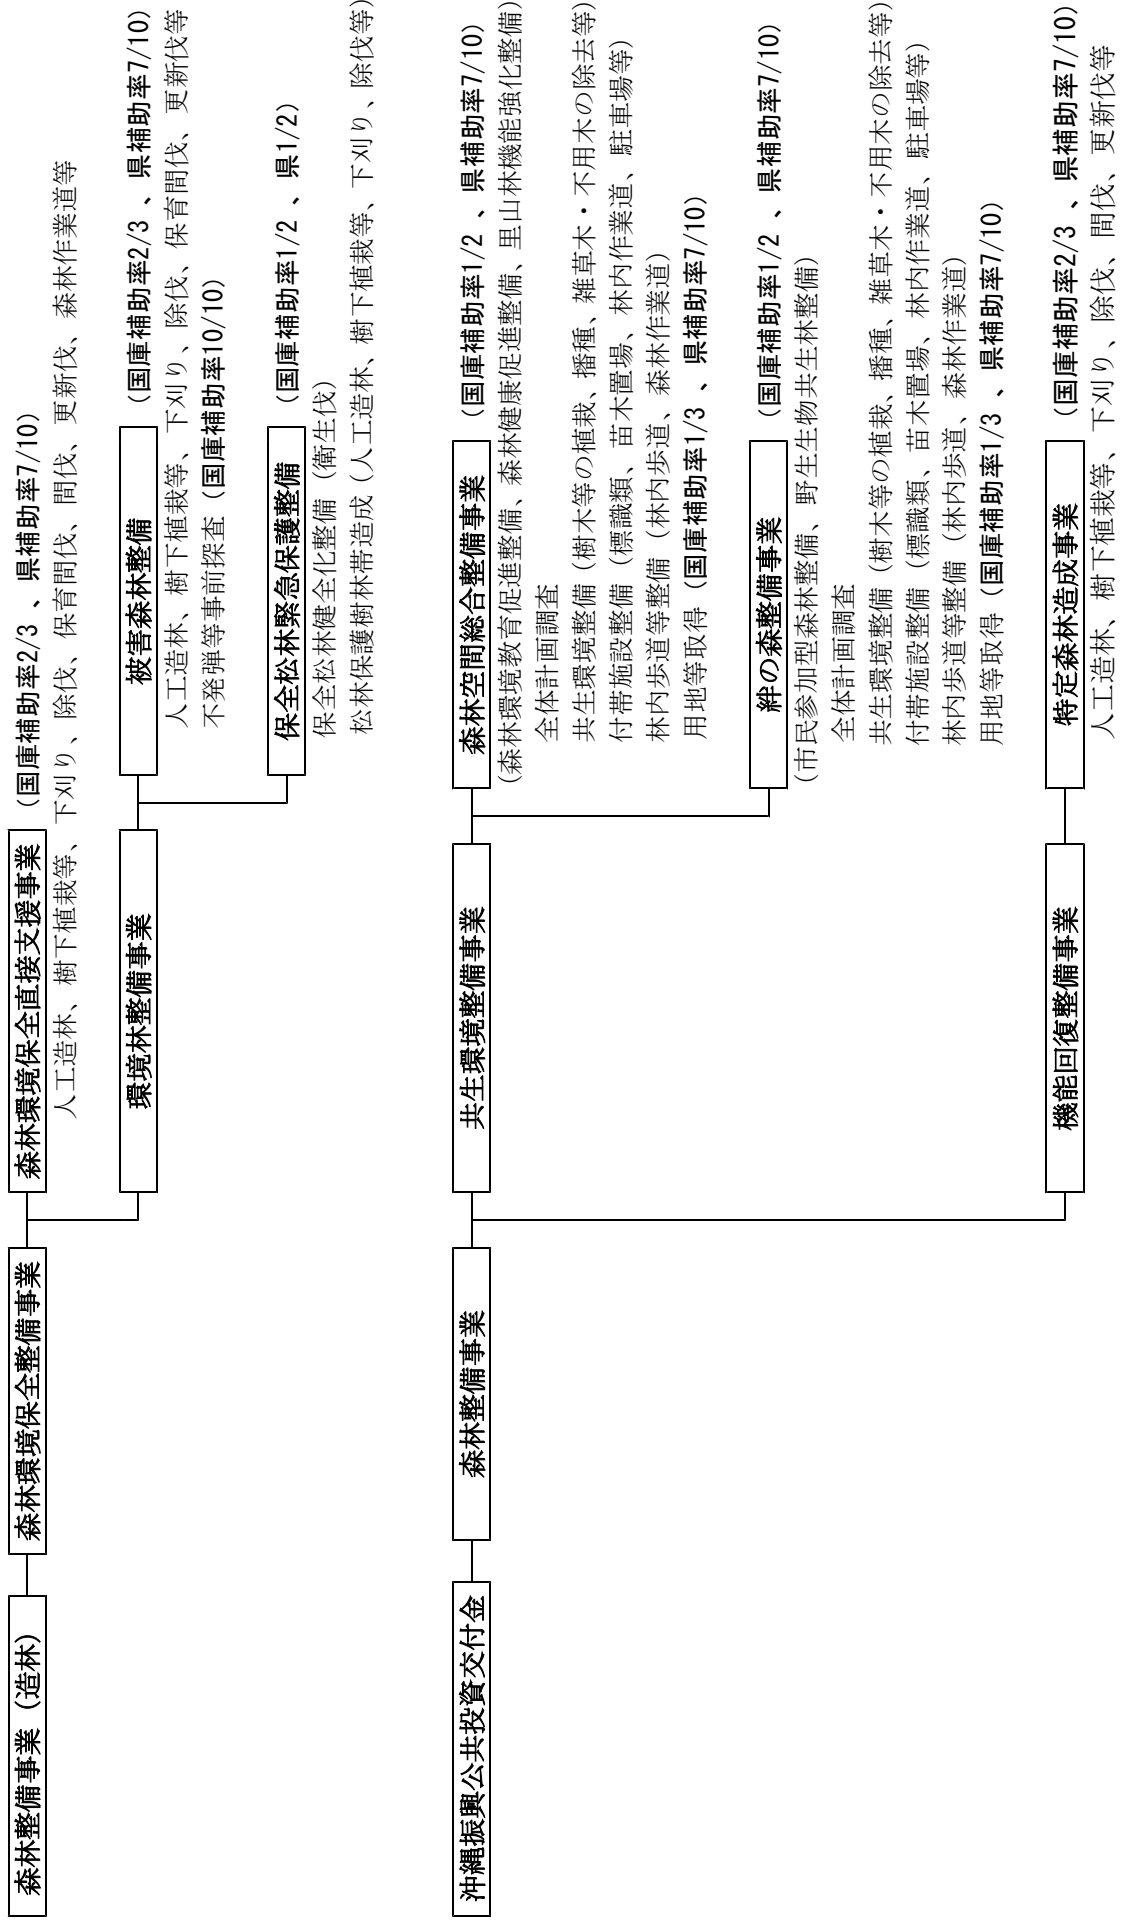 森林整備事業（造林）
森林環境保全整備事業
森林環境保全直接支援事業
（国庫補助率2/3 、県補助率7/10）
人工造林、樹下植栽等、下刈り、除伐、保育間伐、間伐、更新伐、森林作業道等
環境林整備事業
被害森林整備
（国庫補助率2/3 、県補助率7/10）
人工造林、樹下植栽等、下刈り、除伐、保育間伐、更新伐等
不発弾等事前探査（国庫補助率10/10）
保全松林緊急保護整備
（国庫補助率1/2 、県1/2）
保全松林健全化整備（衛生伐）
松林保護樹林帯造成（人工造林、樹下植栽等、下刈り、除伐等）
沖縄振興公共投資交付金
森林整備事業
共生環境整備事業
森林空間総合整備事業
（国庫補助率1/2 、県補助率7/10）
（森林環境教育促進整備、森林健康促進整備、里山林機能強化整備）
全体計画調査
共生環境整備（樹木等の植栽、播種、雑草木・不用木の除去等）
付帯施設整備（標識類、苗木置場、林内作業道、駐車場等）
林内歩道等整備（林内歩道、森林作業道）
用地等取得（国庫補助率1/3 、県補助率7/10）
絆の森整備事業
（国庫補助率1/2 、県補助率7/10）
（市民参加型森林整備、野生生物共生林整備）
全体計画調査
共生環境整備（樹木等の植栽、播種、雑草木・不用木の除去等）
付帯施設整備（標識類、苗木置場、林内作業道、駐車場等）
林内歩道等整備（林内歩道、森林作業道）
用地等取得（国庫補助率1/3 、県補助率7/10）
機能回復整備事業
特定森林造成事業
（国庫補助率2/3 、県補助率7/10）
人工造林、樹下植栽等、下刈り、除伐、間伐、更新伐等